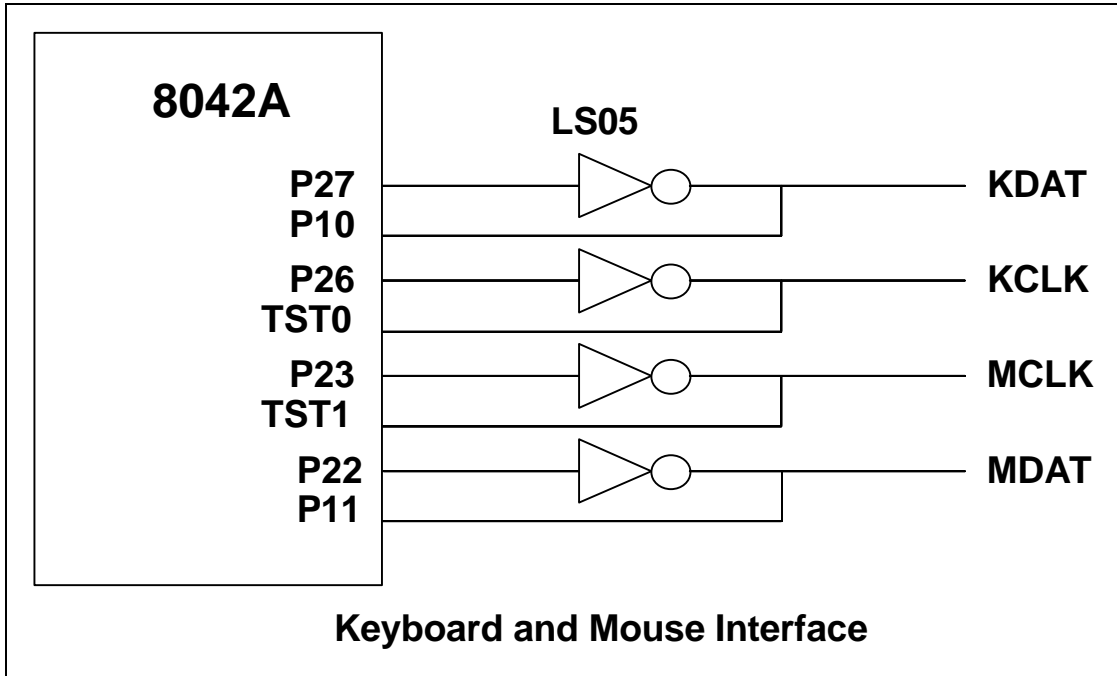 8042A
LS05
P27
KDAT
P10
P26
KCLK
TST0
P23
MCLK
TST1
P22
MDAT
P11
Keyboard and Mouse Interface